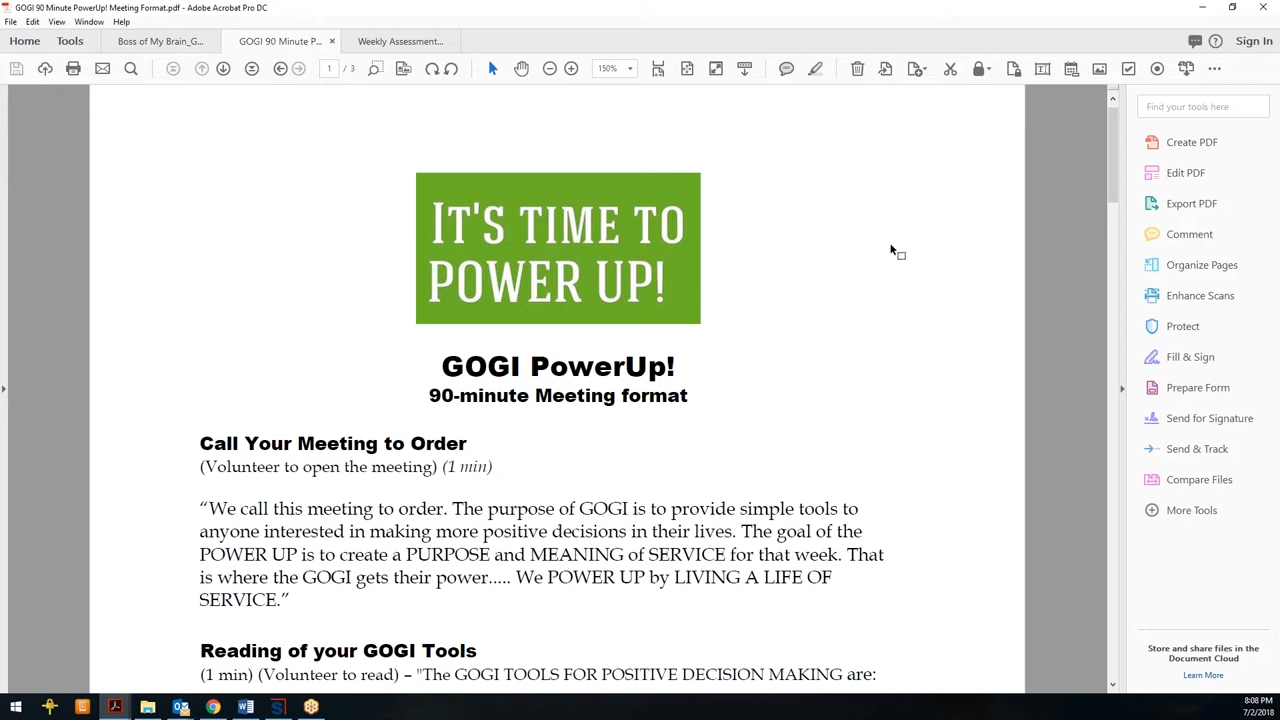 GOGI 90 Minute PowerUp! Meeting Format.pdf - Adobe Acrobat Pro DC
File Edit View Window Help
Home Tools Boss of My Brain_G... GOGI 90 Minute P... × Weekly Assessment... Sign In
1 / 3 150%
Find your tools here
Create PDF
Edit PDF
Export PDF
Comment
Organize Pages
Enhance Scans
Protect
Fill & Sign
Prepare Form
Send for Signature
Send & Track
Compare Files
More Tools
Store and share files in the
Document Cloud
Learn More
IT'S TIME TO
POWER UP!
GOGI PowerUp!
90-minute Meeting format
Call Your Meeting to Order
(Volunteer to open the meeting) (1 min)
“We call this meeting to order. The purpose of GOGI is to provide simple tools to
anyone interested in making more positive decisions in their lives. The goal of the
POWER UP is to create a PURPOSE and MEANING of SERVICE for that week. That
is where the GOGI gets their power..... We POWER UP by LIVING A LIFE OF
SERVICE.”
Reading of your GOGI Tools
(1 min) (Volunteer to read) – "The GOGI TOOLS FOR POSITIVE DECISION MAKING are:
8:08 PM
7/2/2018